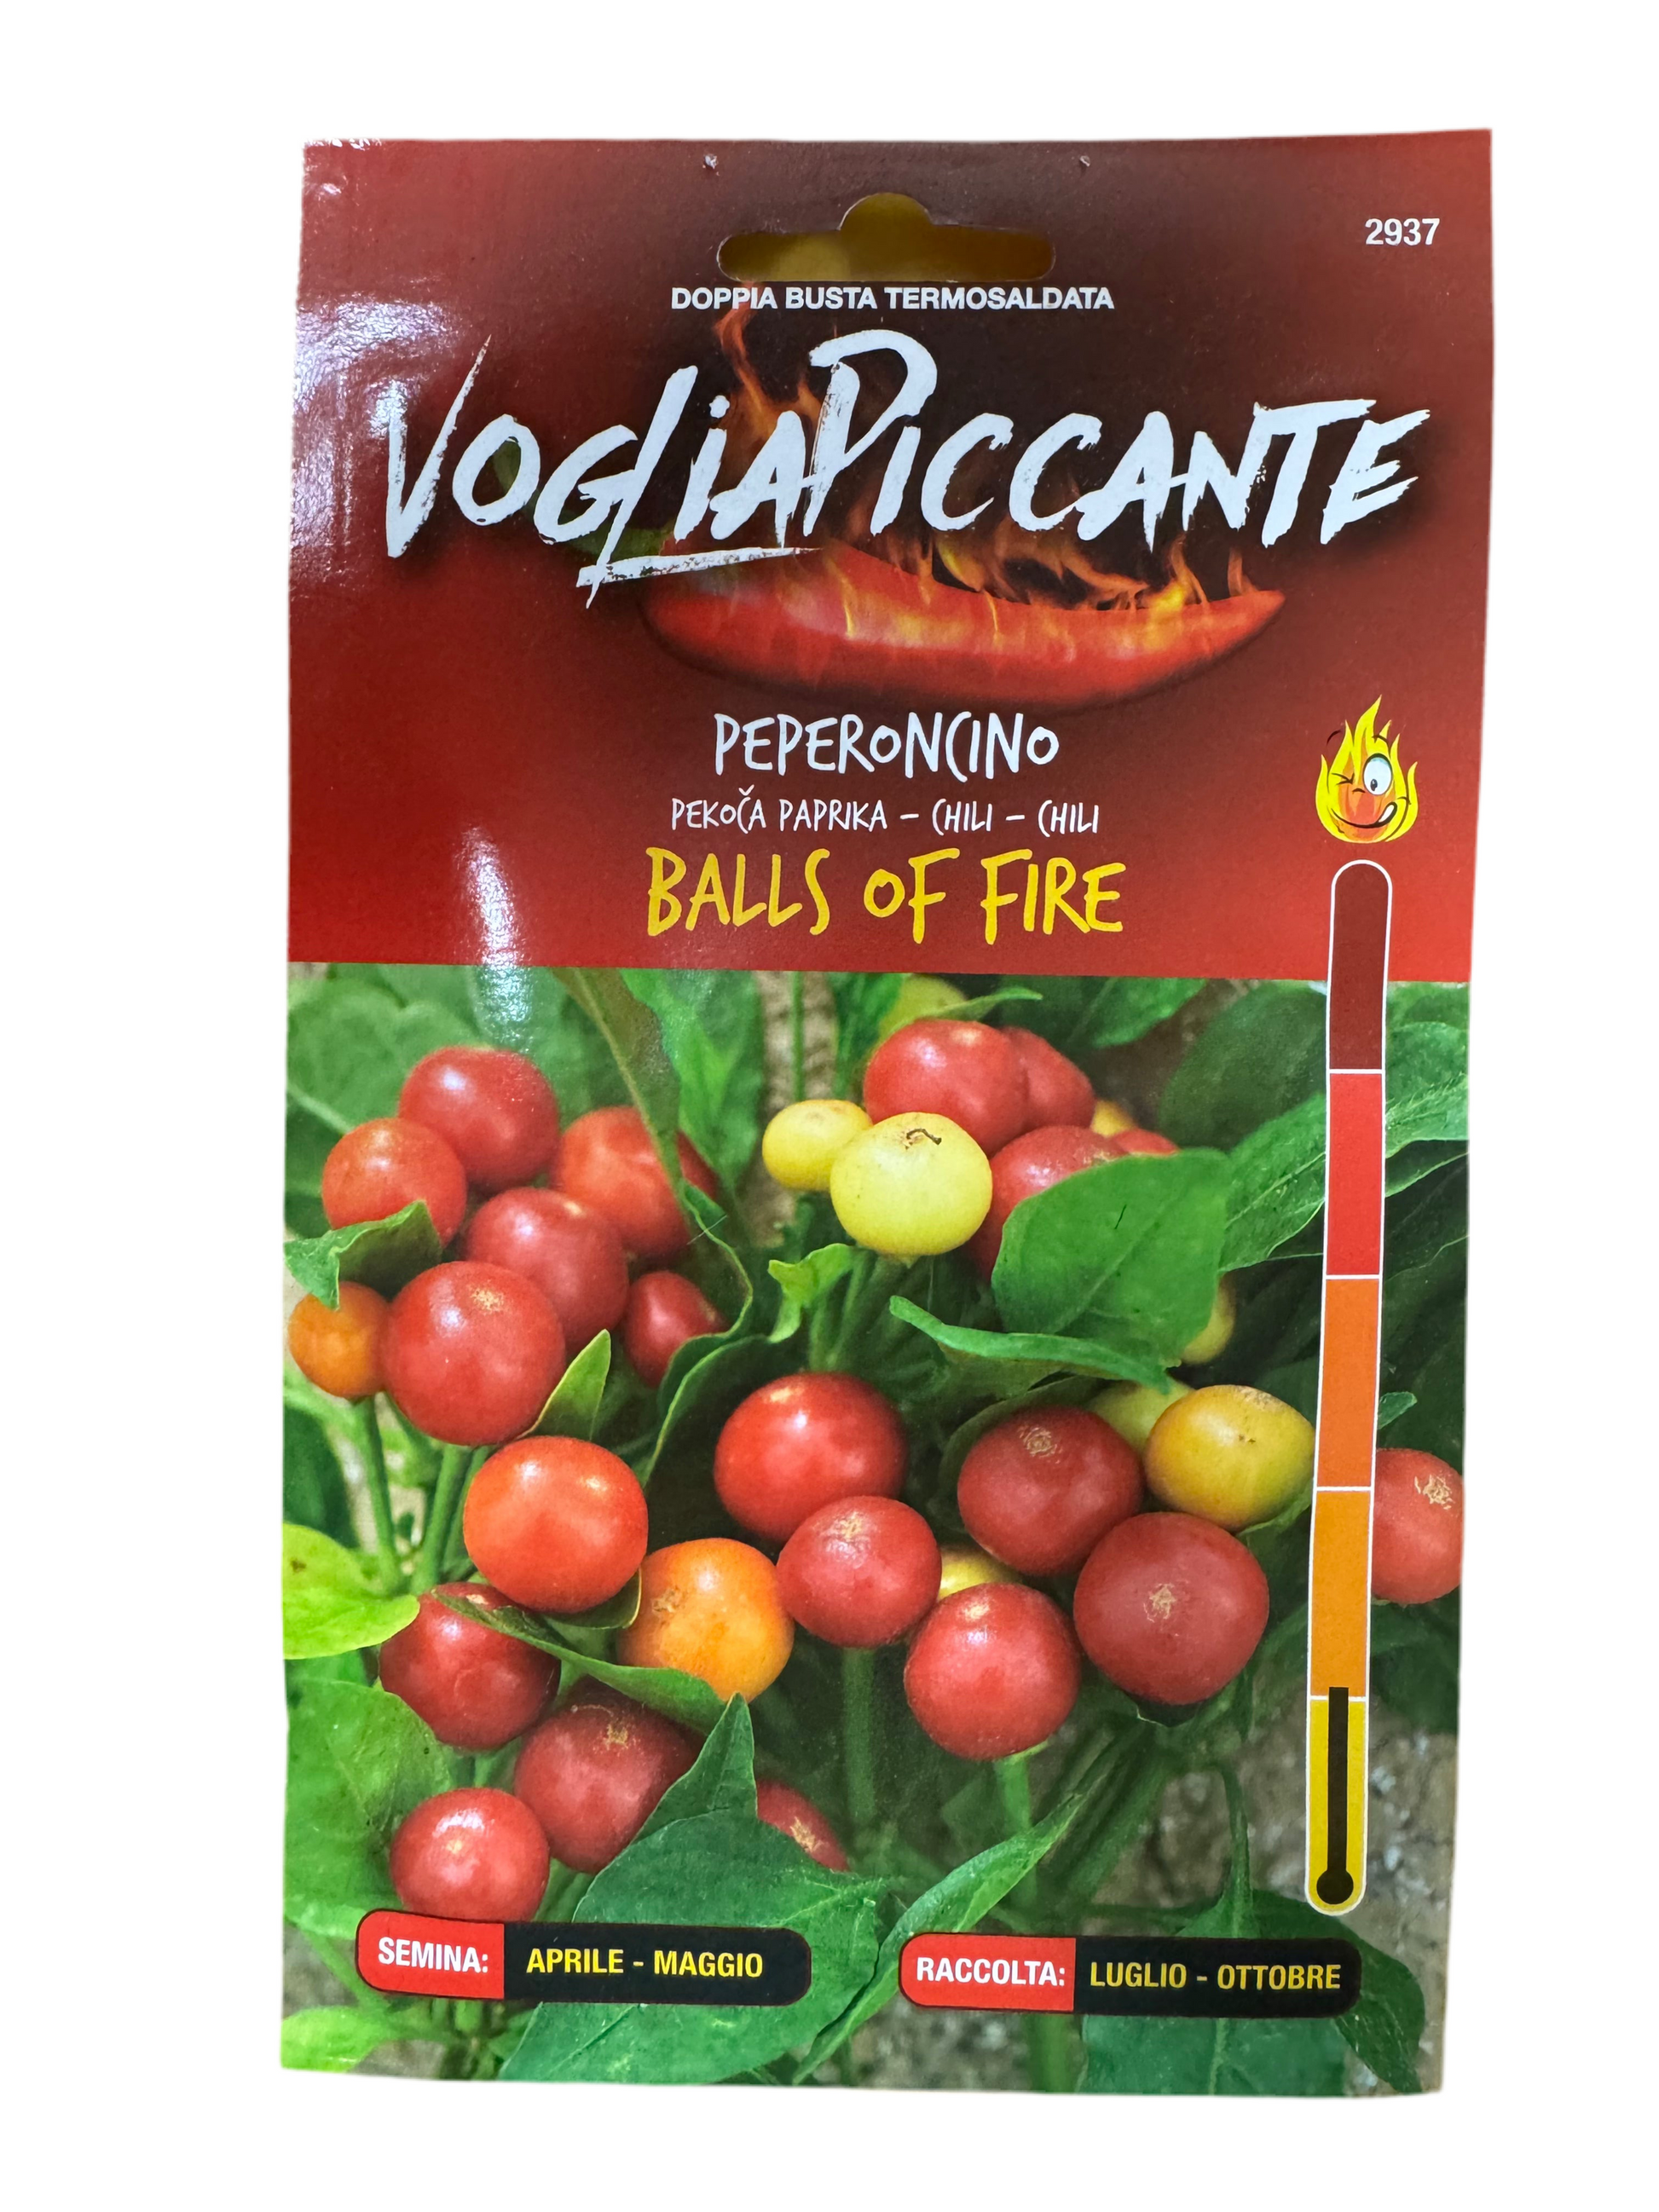 2937
DOPPIA BUSTA TERMOSALDATA
VOGLIAPICCANTE
PEPERONCINO
PEKOČA PAPRIKA – CHILI – CHILI
BALLS OF FIRE
SEMINA: APRILE - MAGGIO
RACCOLTA: LUGLIO - OTTOBRE